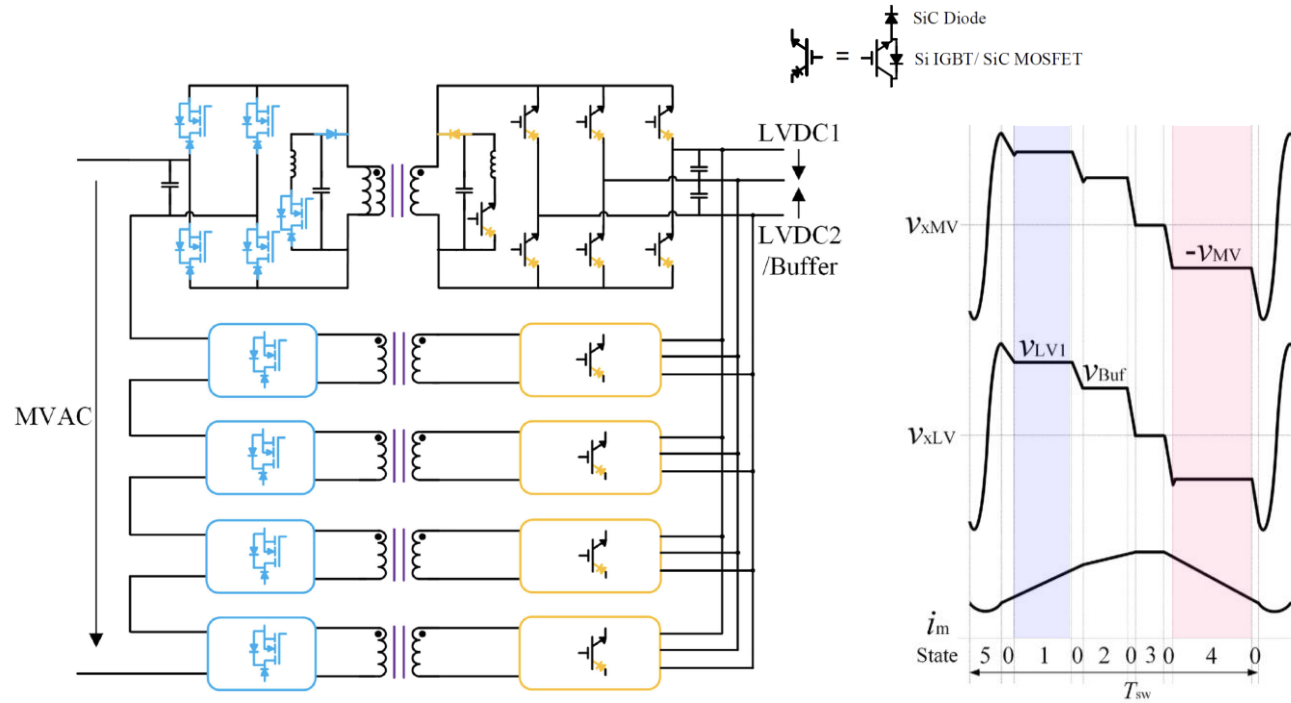 SiC Diode
=
Si IGBT/ SiC MOSFET
LVDC1
LVDC2
/Buffer
MVAC
vxMV
-vMV
vLV1
vBuf
vxLV
im
State 5 0 1 0 2 0 3 0 4 0
Tsw